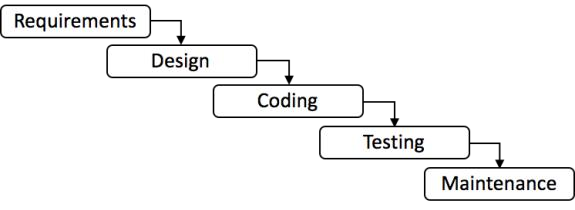 Requirements
Design
Coding
Testing
Maintenance